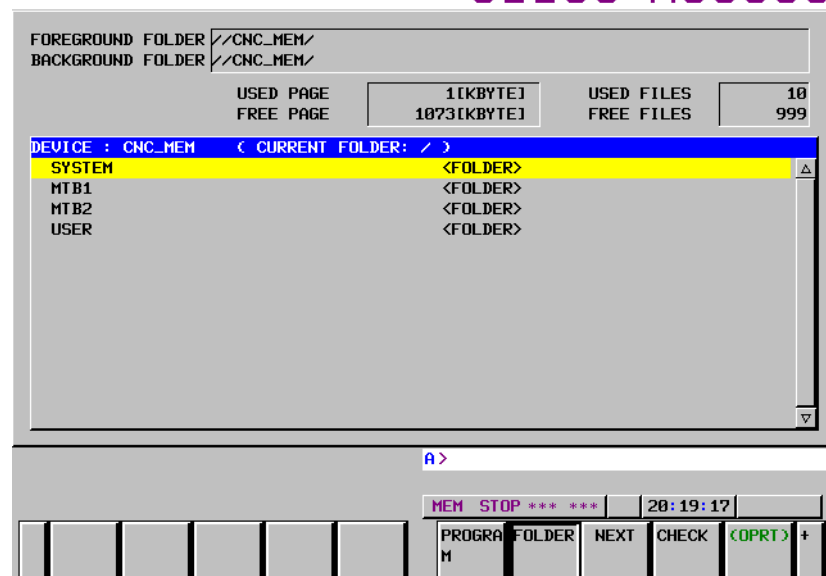 FOREGROUND FOLDER //CNC_MEM/
BACKGROUND FOLDER //CNC_MEM/
USED PAGE 1[KBYTE] USED FILES 10
FREE PAGE 1073[KBYTE] FREE FILES 999
DEVICE : CNC_MEM ( CURRENT FOLDER: / )
SYSTEM <FOLDER>
MTB1 <FOLDER>
MTB2 <FOLDER>
USER <FOLDER>
A>
MEM STOP *** *** 20:19:17
PROGRAM FOLDER NEXT CHECK (OPRT) +